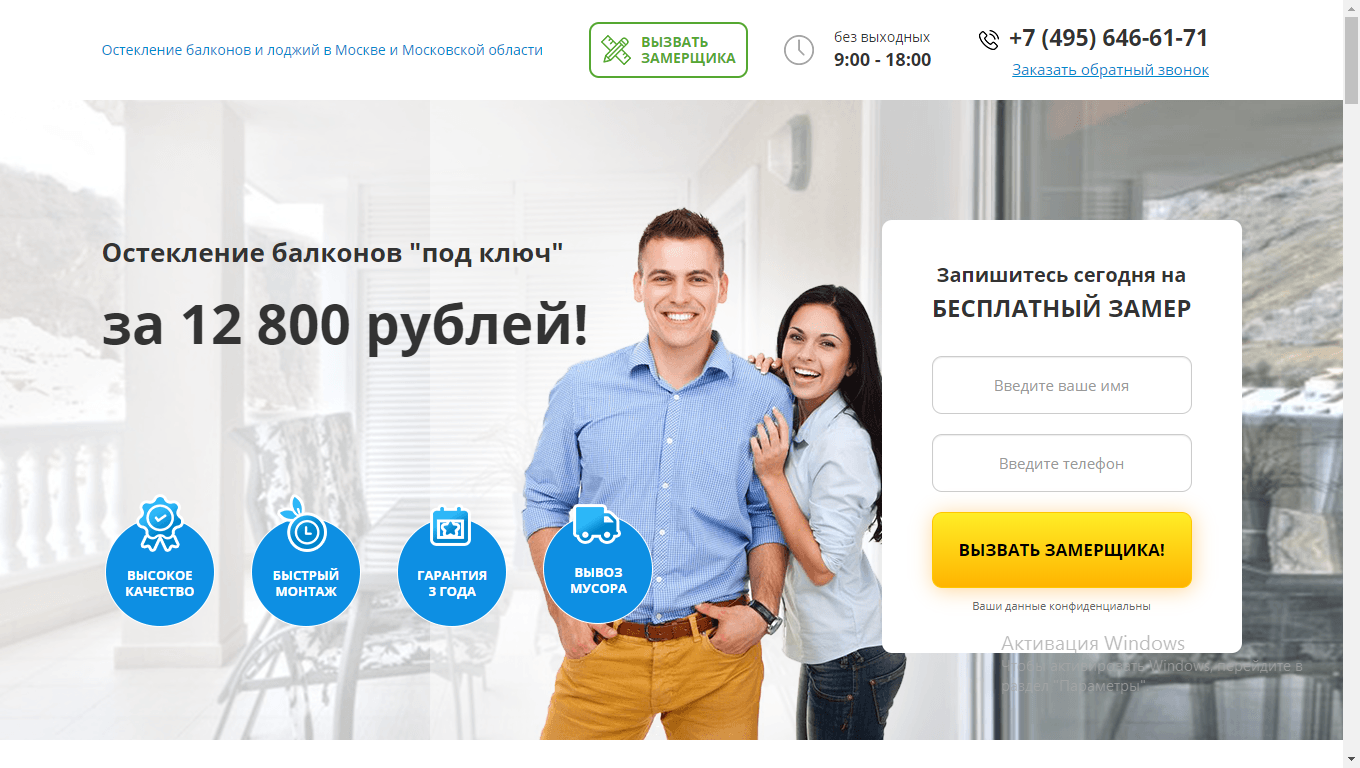 Остекление балконов и лоджий в Москве и Московской области
ВЫЗВАТЬ
ЗАМЕРЩИКА
без выходных
9:00 - 18:00
+7 (495) 646-61-71
Заказать обратный звонок
Остекление балконов "под ключ"
за 12 800 рублей!
ВЫСОКОЕ
КАЧЕСТВО
БЫСТРЫЙ
МОНТАЖ
ГАРАНТИЯ
3 ГОДА
ВЫВОЗ
МУСОРА
Запишитесь сегодня на
БЕСПЛАТНЫЙ ЗАМЕР
Введите ваше имя
Введите телефон
ВЫЗВАТЬ ЗАМЕРЩИКА!
Ваши данные конфиденциальны
Активация Windows
Чтобы активировать Windows, перейдите в
раздел "Параметры".